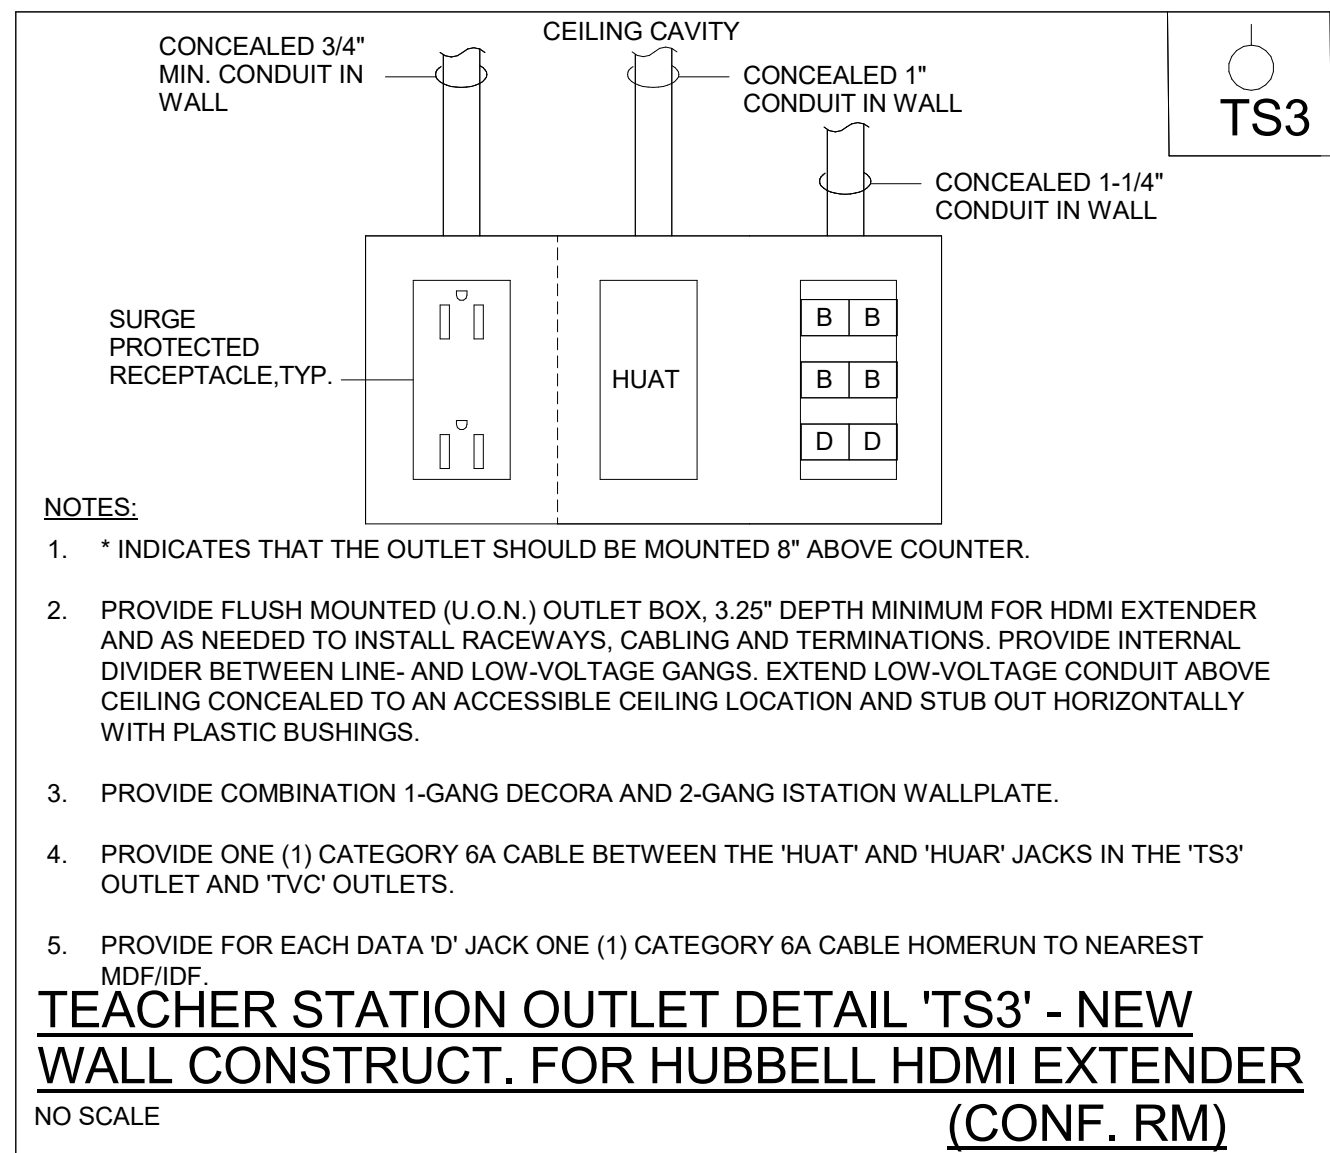 CEILING CAVITY
CONCEALED 3/4"
MIN. CONDUIT IN
WALL
CONCEALED 1"
CONDUIT IN WALL
TS3
CONCEALED 1-1/4"
CONDUIT IN WALL
SURGE
PROTECTED
RECEPTACLE,TYP.
HUAT
B B
B B
D D
NOTES:
1. * INDICATES THAT THE OUTLET SHOULD BE MOUNTED 8" ABOVE COUNTER.
2. PROVIDE FLUSH MOUNTED (U.O.N.) OUTLET BOX, 3.25" DEPTH MINIMUM FOR HDMI EXTENDER
AND AS NEEDED TO INSTALL RACEWAYS, CABLING AND TERMINATIONS. PROVIDE INTERNAL
DIVIDER BETWEEN LINE- AND LOW-VOLTAGE GANGS. EXTEND LOW-VOLTAGE CONDUIT ABOVE
CEILING CONCEALED TO AN ACCESSIBLE CEILING LOCATION AND STUB OUT HORIZONTALLY
WITH PLASTIC BUSHINGS.
3. PROVIDE COMBINATION 1-GANG DECORA AND 2-GANG ISTATION WALLPLATE.
4. PROVIDE ONE (1) CATEGORY 6A CABLE BETWEEN THE 'HUAT' AND 'HUAR' JACKS IN THE 'TS3'
OUTLET AND 'TVC' OUTLETS.
5. PROVIDE FOR EACH DATA 'D' JACK ONE (1) CATEGORY 6A CABLE HOMERUN TO NEAREST
MDF/IDF.
TEACHER STATION OUTLET DETAIL 'TS3' - NEW
WALL CONSTRUCT. FOR HUBBELL HDMI EXTENDER
(CONF. RM)
NO SCALE